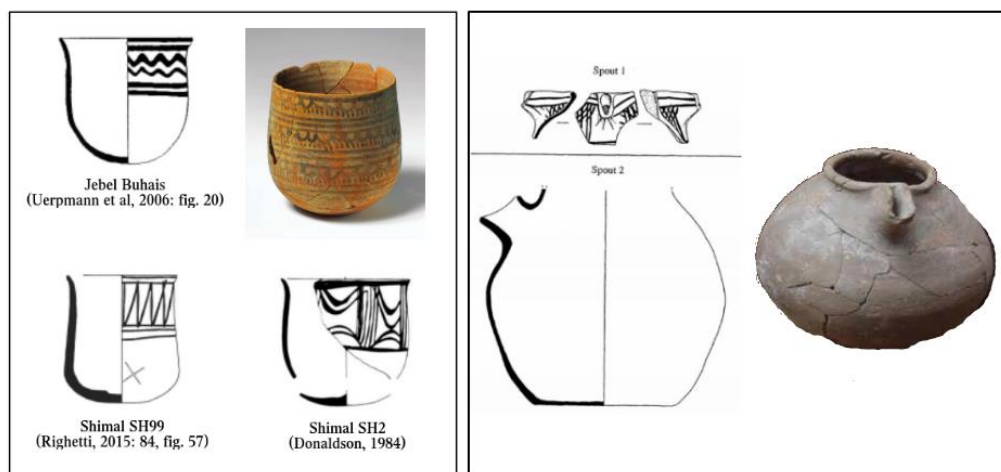 Jebel Buhais
(Uerpmann et al, 2006: fig. 20)
Shimal SH99
(Righetti, 2015: 84, fig. 57)
Shimal SH2
(Donaldson, 1984)
Spout 1
Spout 2